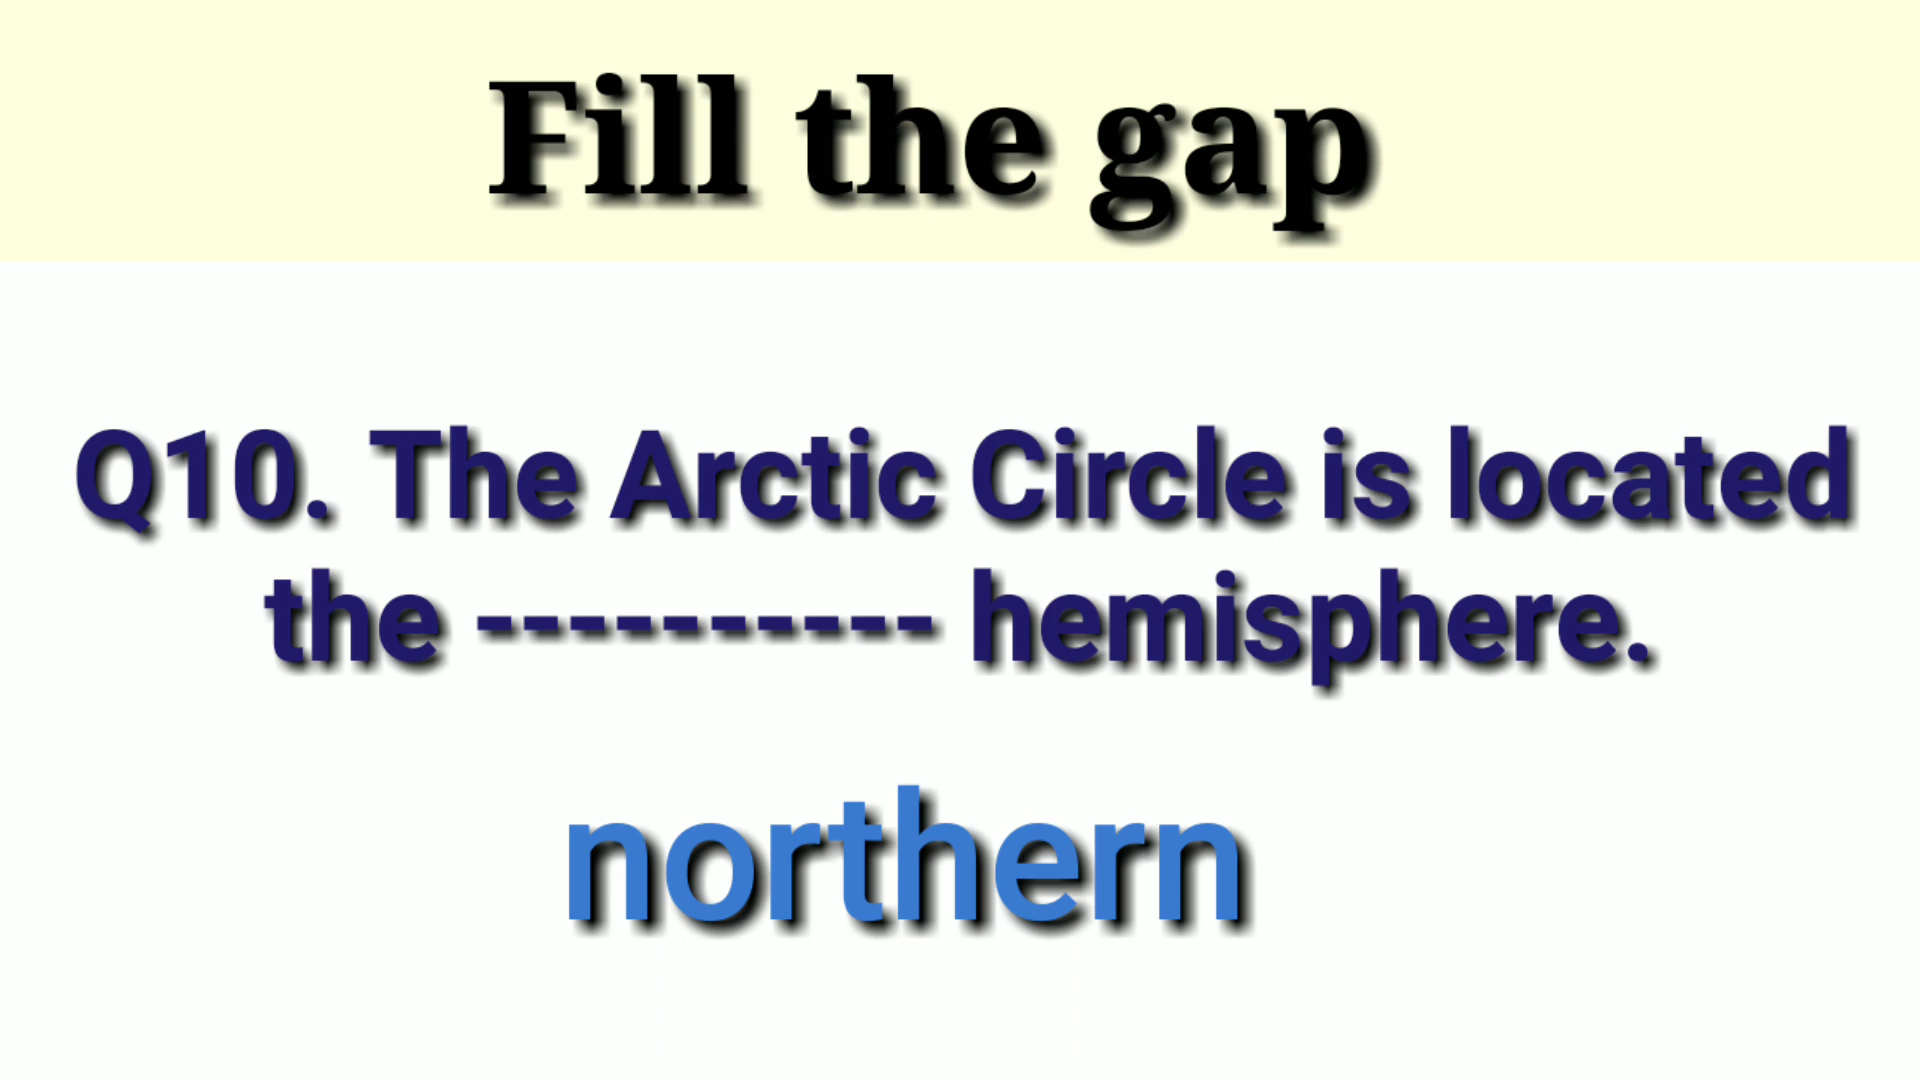 Fill the gap
Q10. The Arctic Circle is located
the ---------- hemisphere.
northern